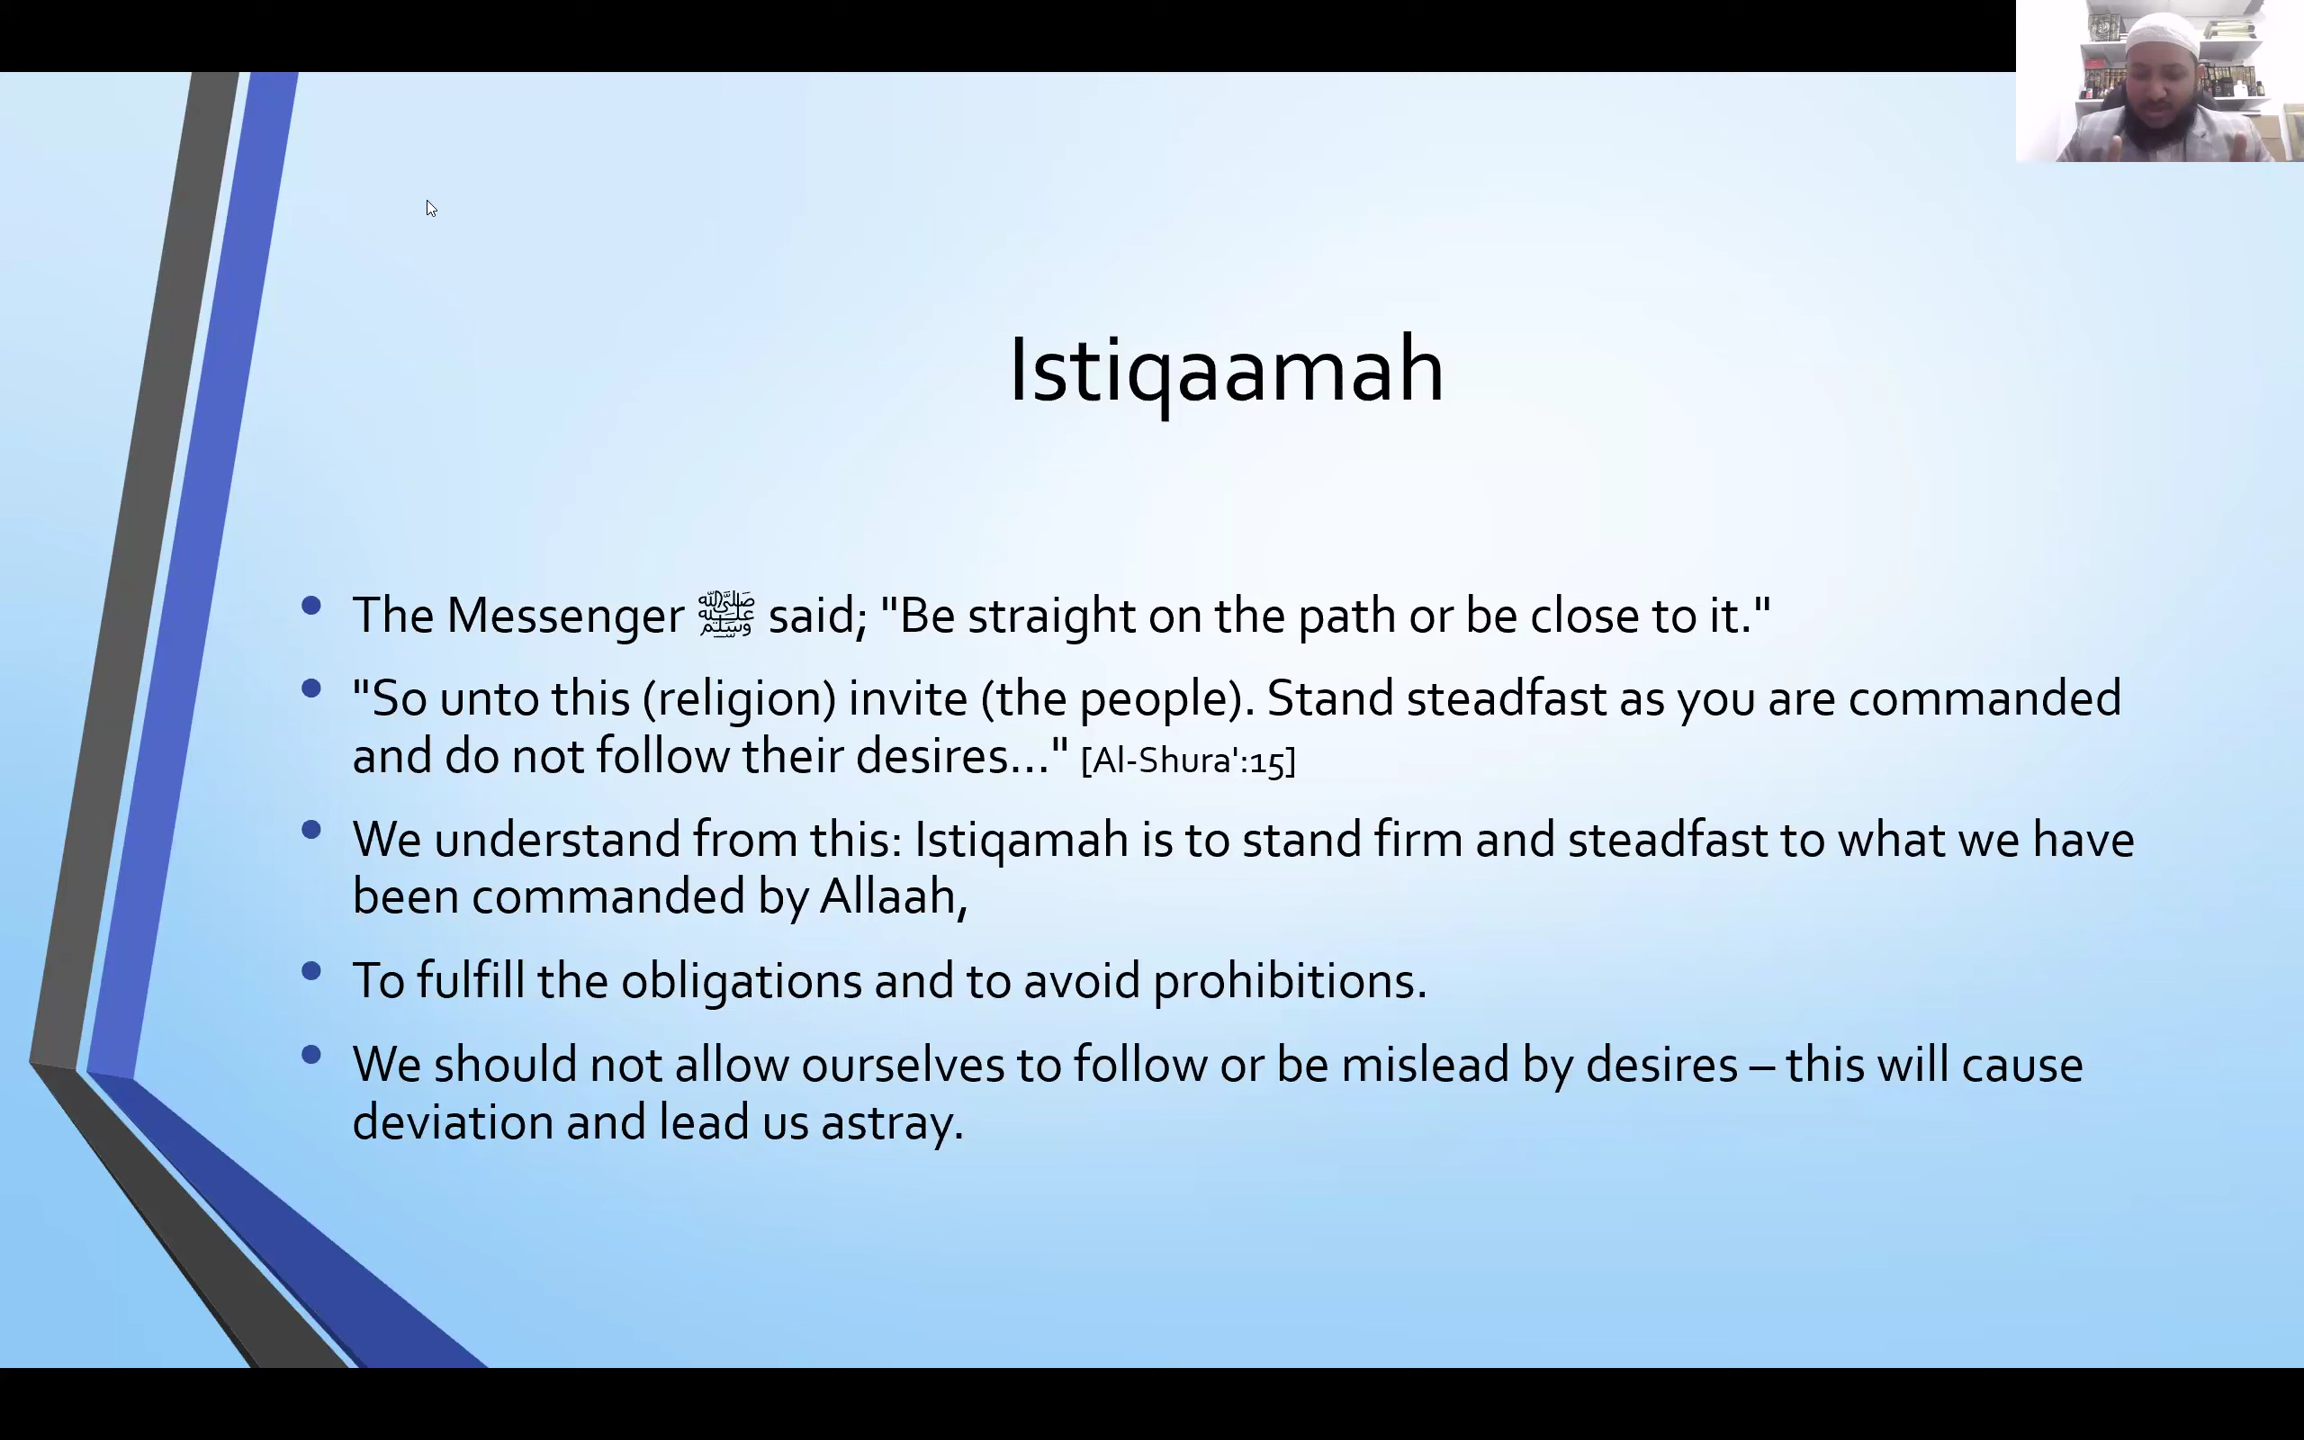 Istiqaamah
• The Messenger ﷺ said; "Be straight on the path or be close to it."
• "So unto this (religion) invite (the people). Stand steadfast as you are commanded
and do not follow their desires..." [Al-Shura':15]
• We understand from this: Istiqamah is to stand firm and steadfast to what we have
been commanded by Allaah,
• To fulfill the obligations and to avoid prohibitions.
• We should not allow ourselves to follow or be mislead by desires – this will cause
deviation and lead us astray.